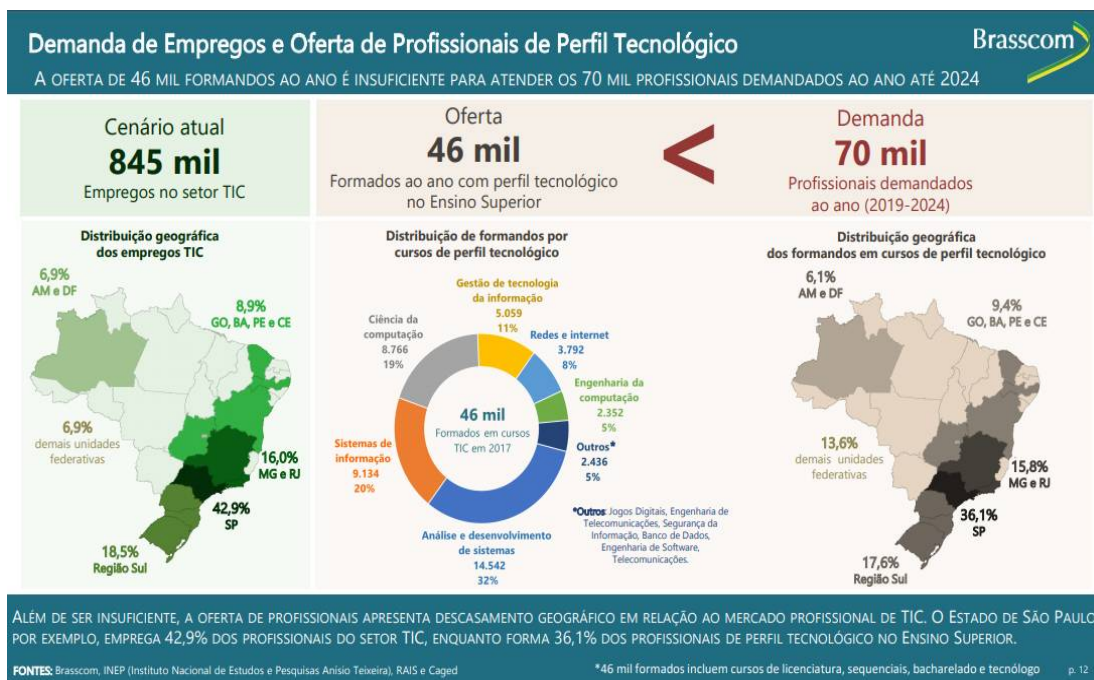 Demanda de Empregos e Oferta de Profissionais de Perfil Tecnológico
Brasscom
A OFERTA DE 46 MIL FORMANDOS AO ANO É INSUFICIENTE PARA ATENDER OS 70 MIL PROFISSIONAIS DEMANDADOS AO ANO ATÉ 2024
Cenário atual
845 mil
Empregos no setor TIC
Oferta
46 mil
Formados ao ano com perfil tecnológico
no Ensino Superior
<
Demanda
70 mil
Profissionais demandados
ao ano (2019-2024)
Distribuição geográfica
dos empregos TIC
6,9%
AM e DF
8,9%
GO, BA, PE e CE
6,9%
demais unidades
federativas
16,0%
MG e RJ
42,9%
SP
18,5%
Região Sul
Distribuição de formandos por
cursos de perfil tecnológico
Gestão de tecnologia
da informação
5.059
11%
Redes e internet
3.792
8%
Engenharia da
computação
2.352
5%
Outros*
2.436
5%
Análise e desenvolvimento
de sistemas
14.542
32%
Sistemas de
informação
9.134
20%
Ciência da
computação
8.766
19%
46 mil
Formados em cursos
TIC em 2017
*Outros: Jogos Digitais, Engenharia de
Telecomunicações, Segurança da
Informação, Banco de Dados,
Engenharia de Software,
Telecomunicações.
Distribuição geográfica
dos formandos em cursos de perfil tecnológico
6,1%
AM e DF
9,4%
GO, BA, PE e CE
13,6%
demais unidades
federativas
15,8%
MG e RJ
36,1%
SP
17,6%
Região Sul
ALÉM DE SER INSUFICIENTE, A OFERTA DE PROFISSIONAIS APRESENTA DESCASAMENTO GEOGRÁFICO EM RELAÇÃO AO MERCADO PROFISSIONAL DE TIC. O ESTADO DE SÃO PAULO
POR EXEMPLO, EMPREGA 42,9% DOS PROFISSIONAIS DO SETOR TIC, ENQUANTO FORMA 36,1% DOS PROFISSIONAIS DE PERFIL TECNOLÓGICO NO ENSINO SUPERIOR.
FONTES: Brasscom, INEP (Instituto Nacional de Estudos e Pesquisas Anísio Teixeira), RAIS e Caged
*46 mil formados incluem cursos de licenciatura, sequenciais, bacharelado e tecnólogo
p. 12